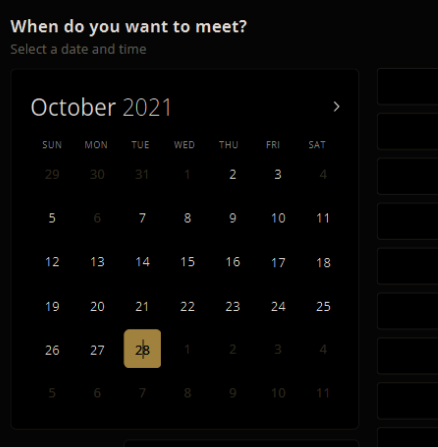 When do you want to meet?
Select a date and time
October 2021
SUN MON TUE WED THU FRI SAT
29 30 31 1 2 3 4
5 6 7 8 9 10 11
12 13 14 15 16 17 18
19 20 21 22 23 24 25
26 27 28 1 2 3 4
5 6 7 8 9 10 11